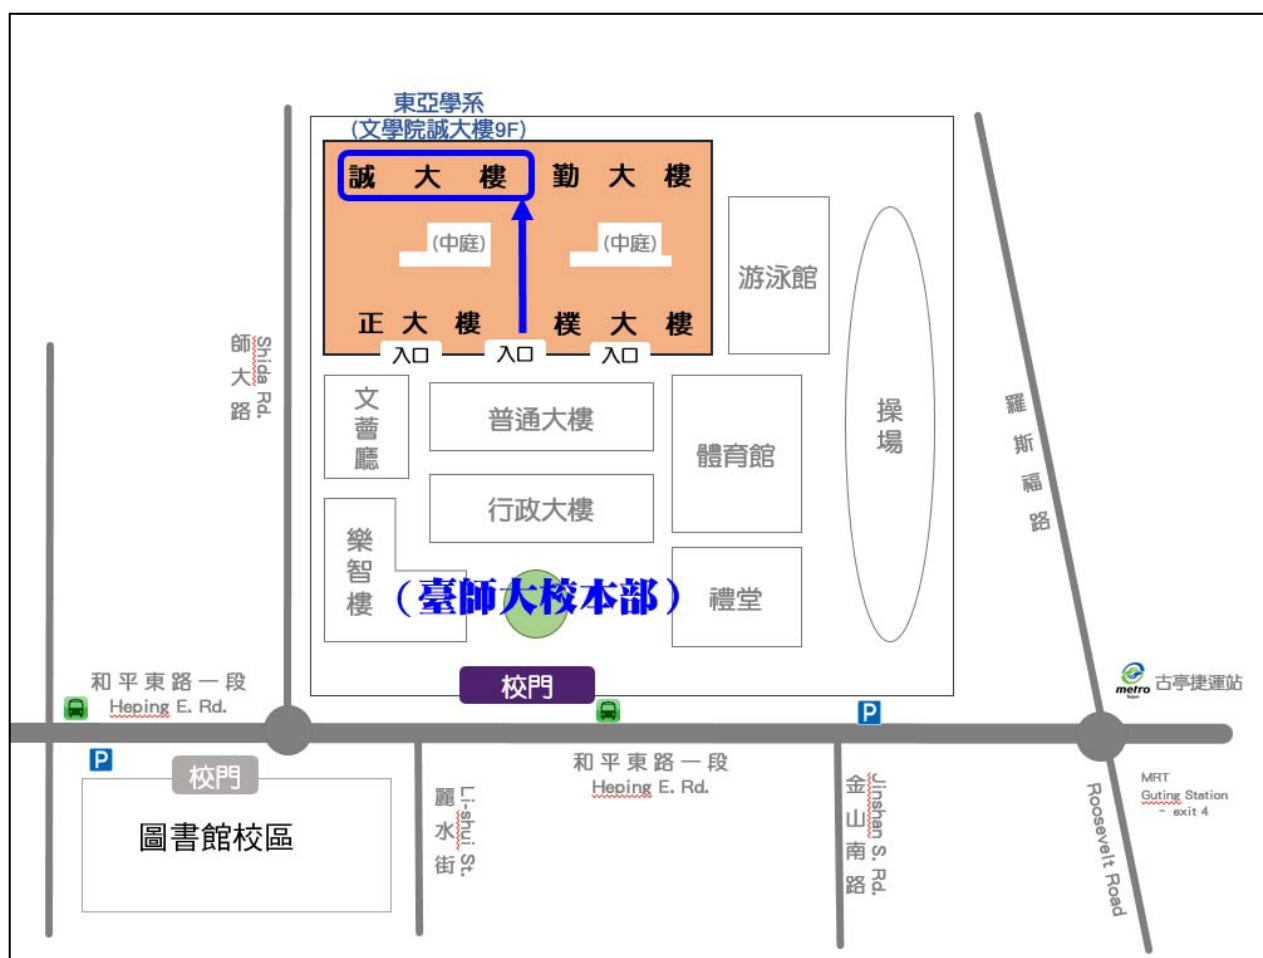 東亞學系
(文學院誠大樓9F)
誠大樓
勤大樓
(中庭)
(中庭)
正大樓
樸大樓
入口
入口
入口
游泳館
操場
師大路
Shida Rd.
羅斯福路
文薈廳
普通大樓
體育館
行政大樓
樂智樓
(臺師大校本部)
禮堂
校門
和平東路一段
Heping E. Rd.
metro
Taipei
古亭捷運站
P
P
校門
圖書館校區
麗水街
Li-shui St.
和平東路一段
Heping E. Rd.
金山南路
Jinshan S. Rd.
Roosevelt Road
MRT
Guting Station
- exit 4